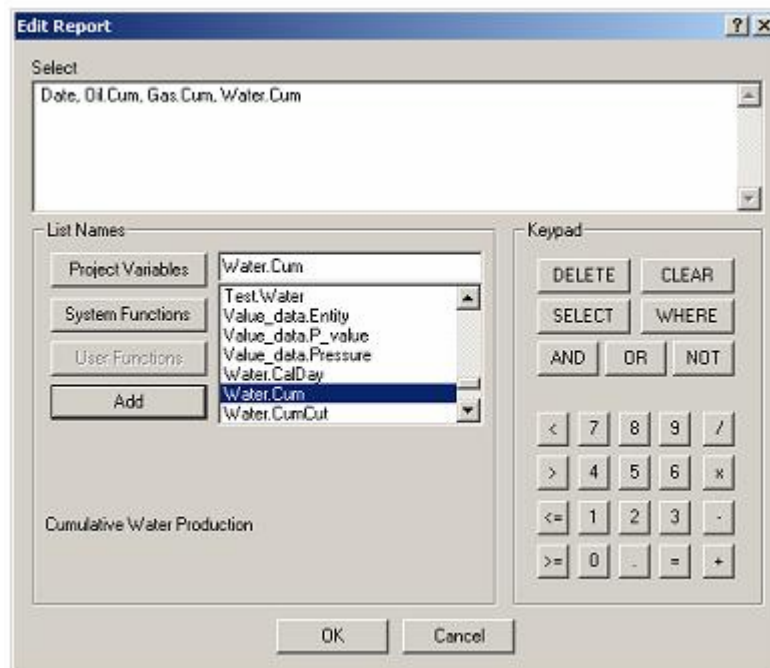 Edit Report
Select
Date, Oil.Cum, Gas.Cum, Water.Cum
List Names
Project Variables
System Functions
User Functions
Add
Water.Cum
Test.Water
Value_data.Entity
Value_data.P_value
Value_data.Pressure
Water.CalDay
Water.Cum
Water.CumCut
Cumulative Water Production
Keypad
DELETE CLEAR
SELECT WHERE
AND OR NOT
< 7 8 9 /
> 4 5 6 x
<= 1 2 3 -
>= 0 . = +
OK Cancel